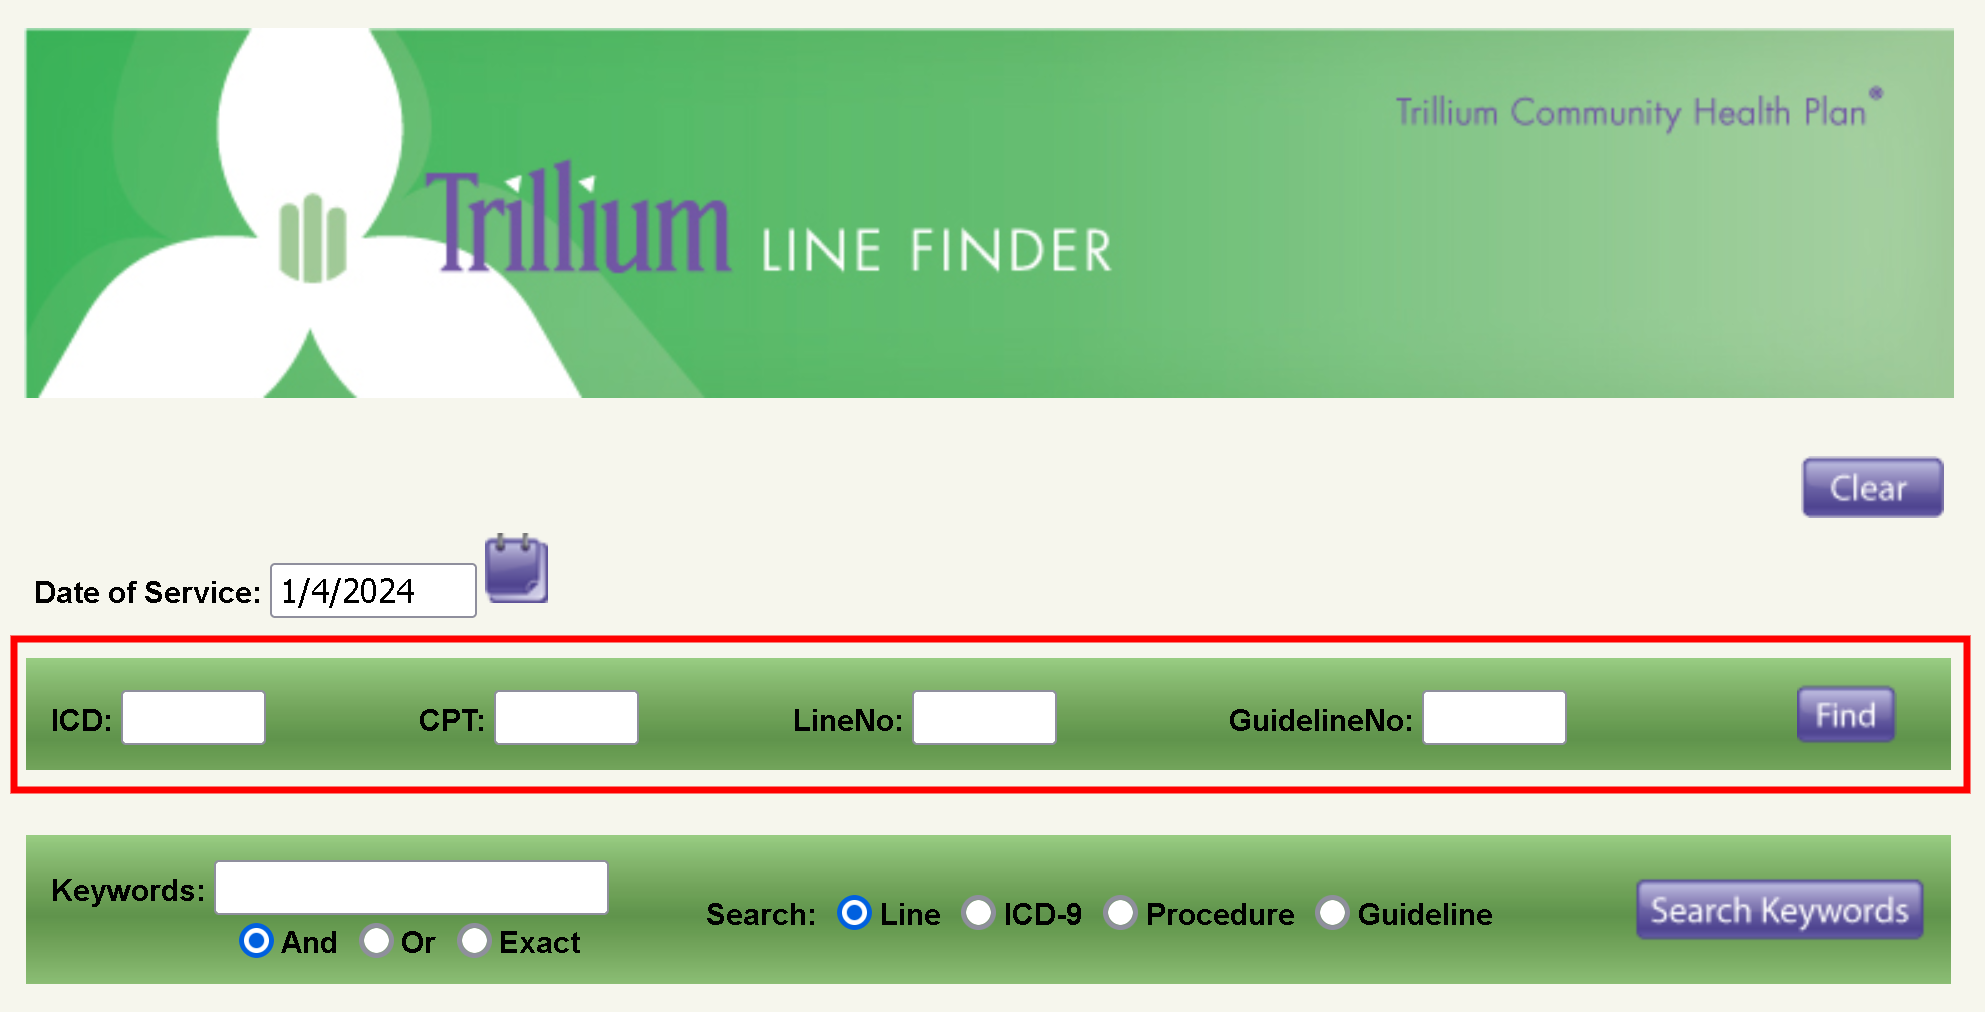 Trillium Community Health Plan®
Trillium LINE FINDER
Clear
Date of Service: 1/4/2024
ICD: CPT: LineNo: GuidelineNo: Find
Keywords:
And Or Exact
Search: Line ICD-9 Procedure Guideline
Search Keywords